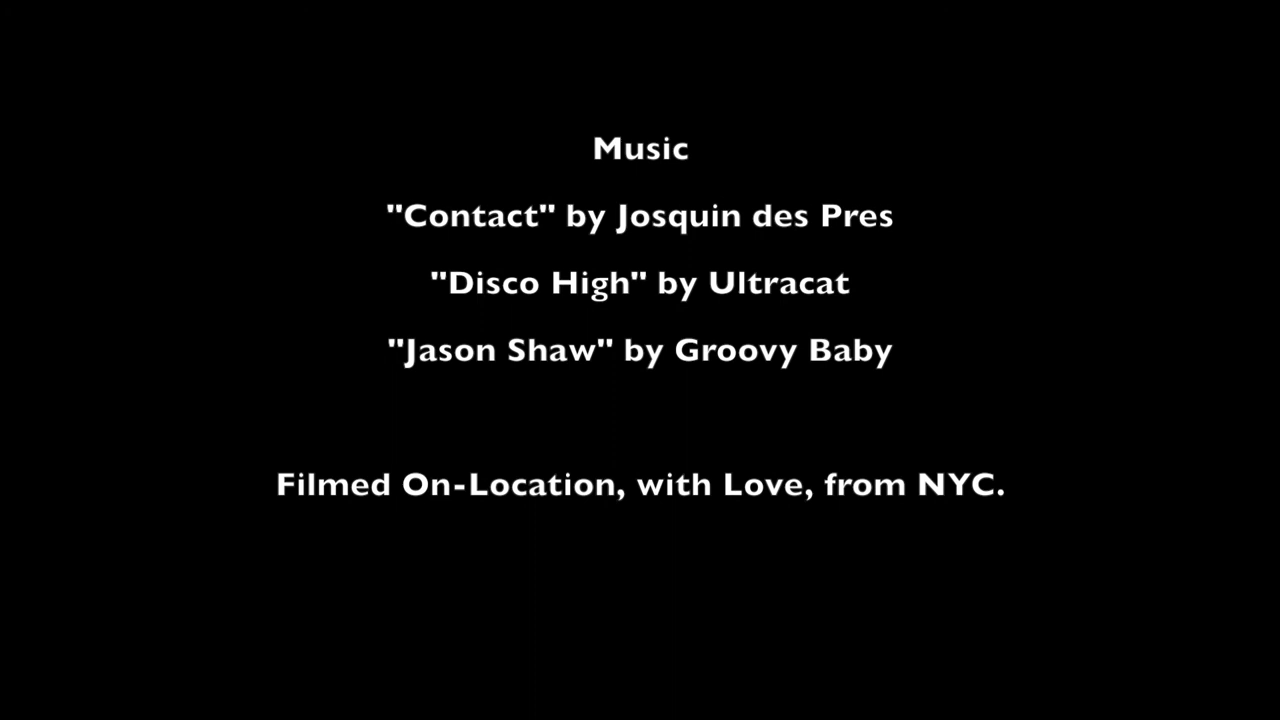 Music
"Contact" by Josquin des Pres
"Disco High" by Ultracat
"Jason Shaw" by Groovy Baby
Filmed On-Location, with Love, from NYC.